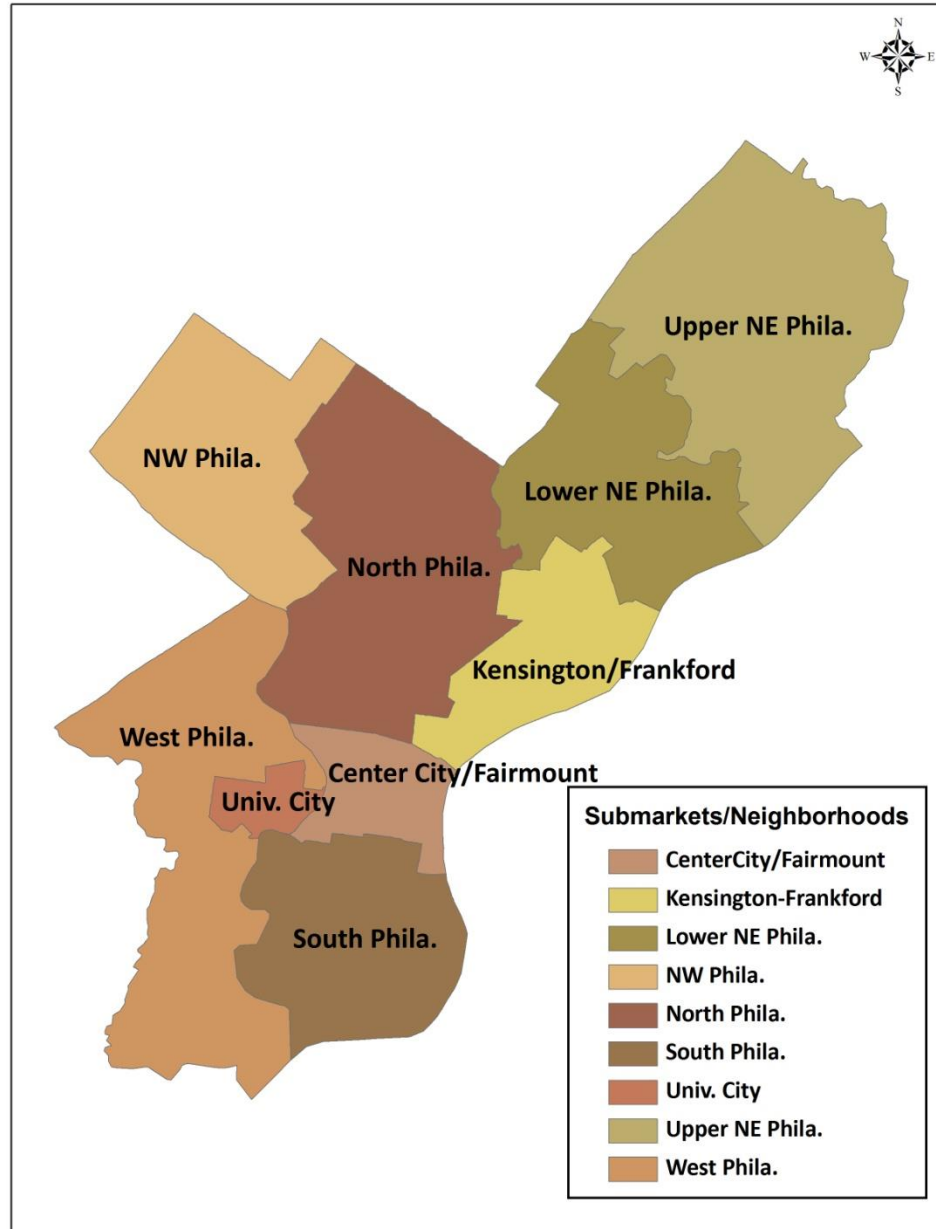 N
W E
S
Upper NE Phila.
NW Phila.
Lower NE Phila.
North Phila.
Kensington/Frankford
West Phila.
Center City/Fairmount
Univ. City
South Phila.
Submarkets/Neighborhoods
CenterCity/Fairmount
Kensington-Frankford
Lower NE Phila.
NW Phila.
North Phila.
South Phila.
Univ. City
Upper NE Phila.
West Phila.